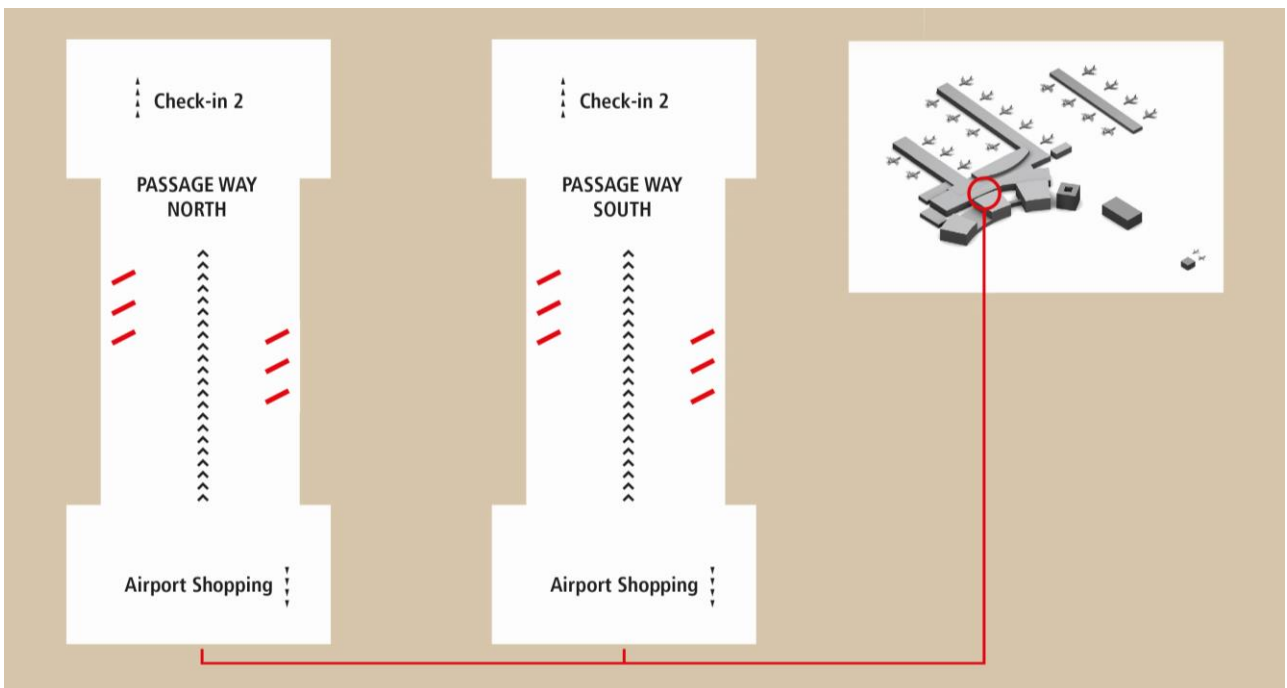 Check-in 2
PASSAGE WAY
NORTH
Airport Shopping
Check-in 2
PASSAGE WAY
SOUTH
Airport Shopping